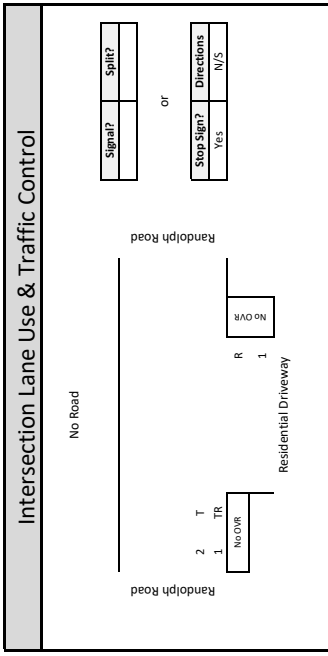 Intersection Lane Use & Traffic Control
No Road
Signal? Split?
or
Stop Sign? Directions
Yes N/S
Randolph Road
Randolph Road
2 T
1 TR
No OVR
No OVR
R
1
Residential Driveway